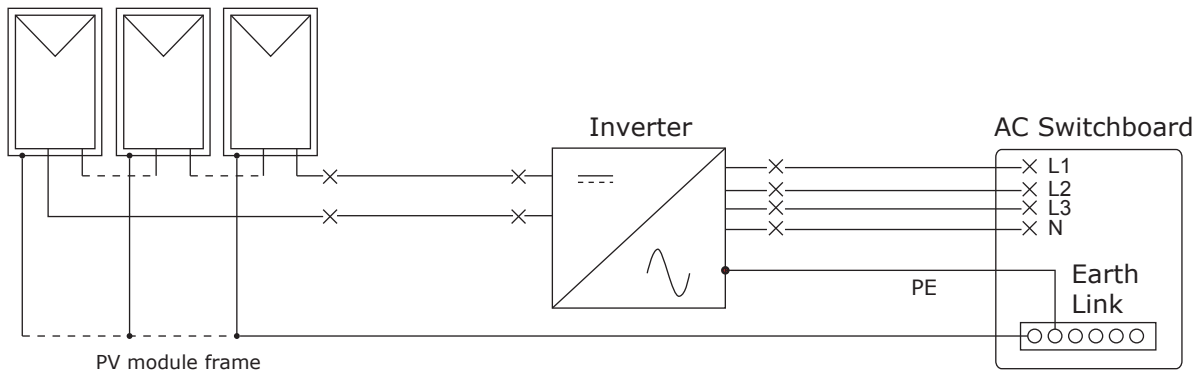 Inverter
AC Switchboard
L1
L2
L3
N
PE
Earth
Link
PV module frame